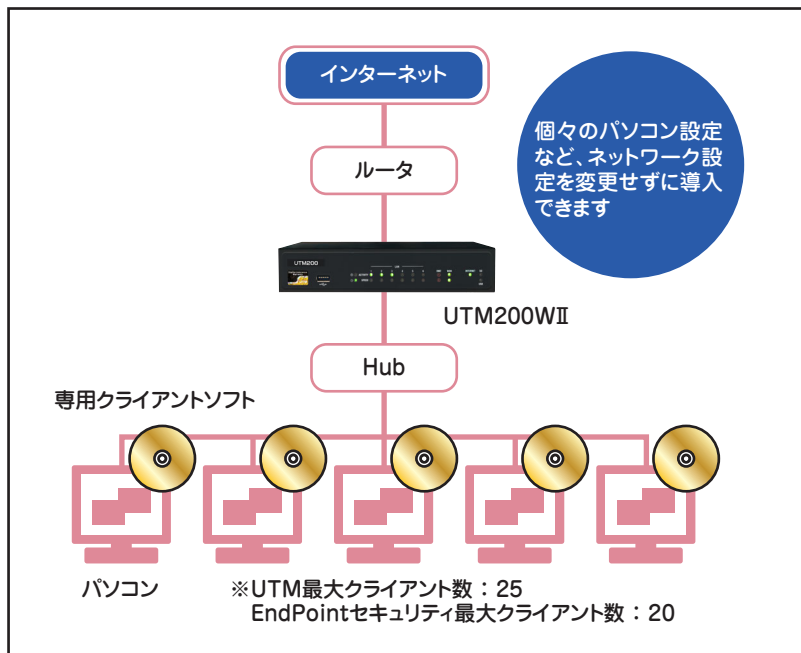 インターネット
個々のパソコン設定
など、ネットワーク設
定を変更せずに導入
できます
ルータ
UTM200
UTM200WⅡ
Hub
専用クライアントソフト
パソコン
※UTM最大クライアント数：25
EndPointセキュリティ最大クライアント数：20